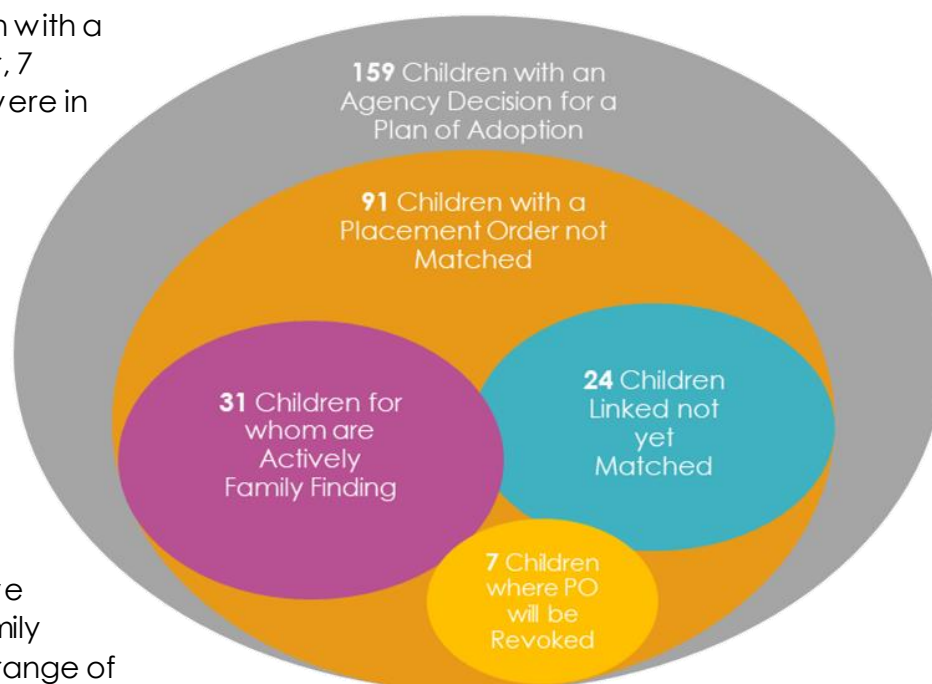 with a
, 7
were in
159 Children with an
Agency Decision for a
Plan of Adoption
91 Children with a
Placement Order not
Matched
31 Children for
whom are
Actively
Family Finding
24 Children
Linked not
yet
Matched
7 Children
where PO
will be
Revoked
range of